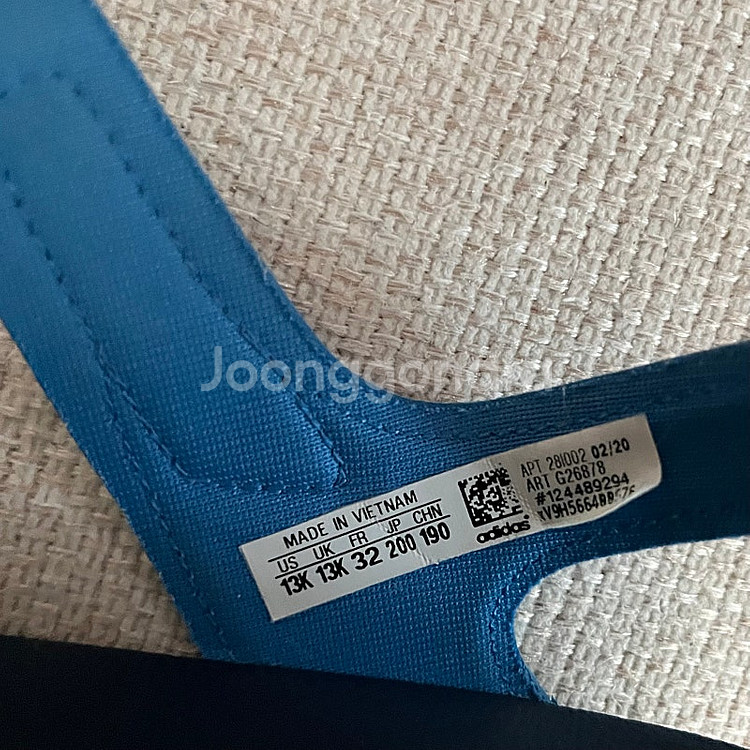 Joonggonara
MADE IN VIETNAM
US UK FR JP CHN
13K 13K 32 200 190
adidas
APT 28I002 02/20
ART G26878
#124489294